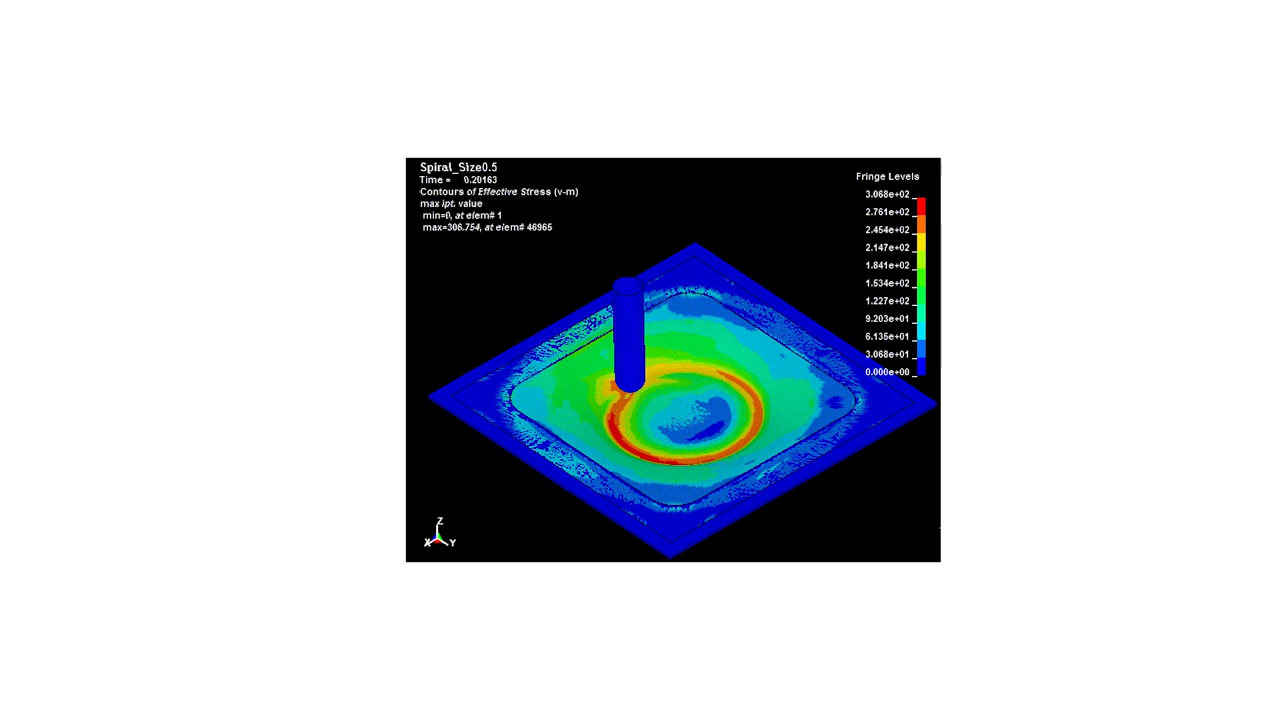 Spiral_Size0.5
Time = 0.20163
Contours of Effective Stress (v-m)
max ipt. value
min=0, at elem# 1
max=306.754, at elem# 46965
Fringe Levels
3.068e+02
2.761e+02
2.454e+02
2.147e+02
1.841e+02
1.534e+02
1.227e+02
9.203e+01
6.135e+01
3.068e+01
0.000e+00
Z
X Y